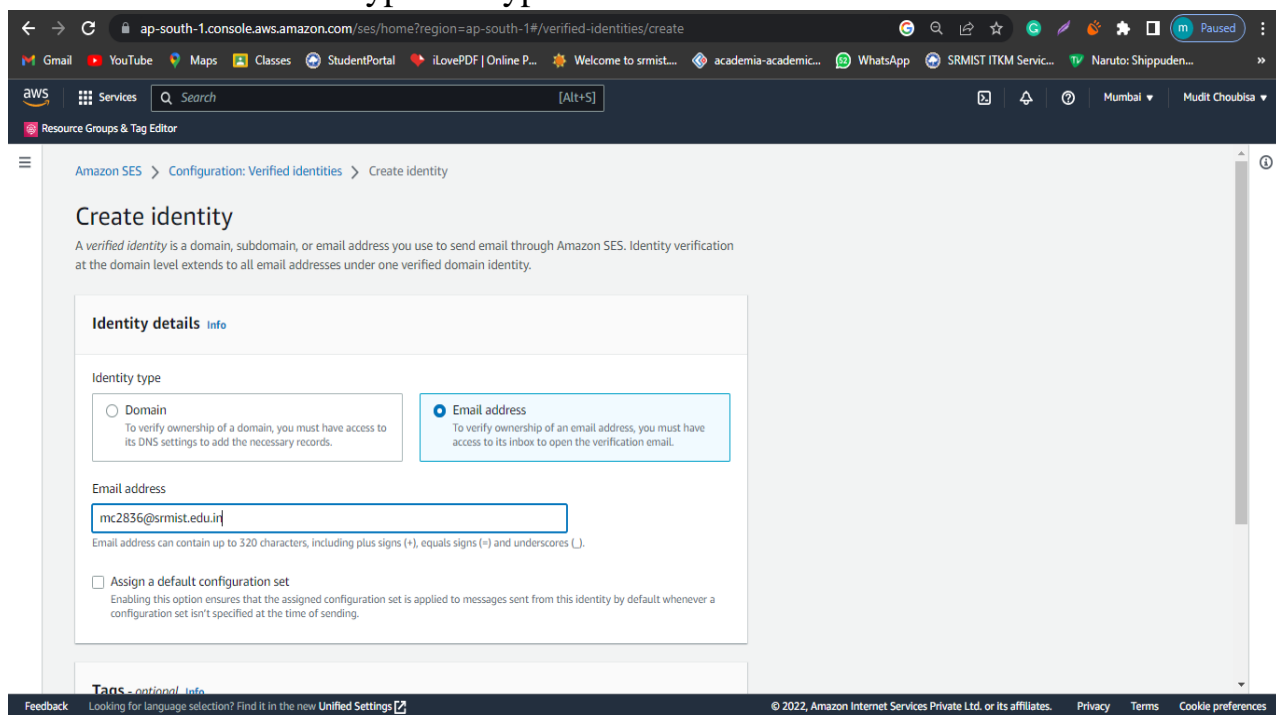 ap-south-1.console.aws.amazon.com/ses/home?region=ap-south-1#/verified-identities/create
m Paused
Gmail YouTube Maps Classes StudentPortal iLovePDF | Online P... Welcome to srmist.... academia-academic... WhatsApp SRMIST ITKM Servic... Naruto: Shippuden... »
aws Services Search [Alt+S] Mumbai Mudit Choubisa
Resource Groups & Tag Editor
Amazon SES > Configuration: Verified identities > Create identity
Create identity
A verified identity is a domain, subdomain, or email address you use to send email through Amazon SES. Identity verification
at the domain level extends to all email addresses under one verified domain identity.
Identity details Info
Identity type
Domain
To verify ownership of a domain, you must have access to
its DNS settings to add the necessary records.
Email address
To verify ownership of an email address, you must have
access to its inbox to open the verification email.
Email address
mc2836@srmist.edu.in
Email address can contain up to 320 characters, including plus signs (+), equals signs (=) and underscores (_).
Assign a default configuration set
Enabling this option ensures that the assigned configuration set is applied to messages sent from this identity by default whenever a
configuration set isn't specified at the time of sending.
Tags - optional Info
Feedback Looking for language selection? Find it in the new Unified Settings © 2022, Amazon Internet Services Private Ltd. or its affiliates. Privacy Terms Cookie preferences